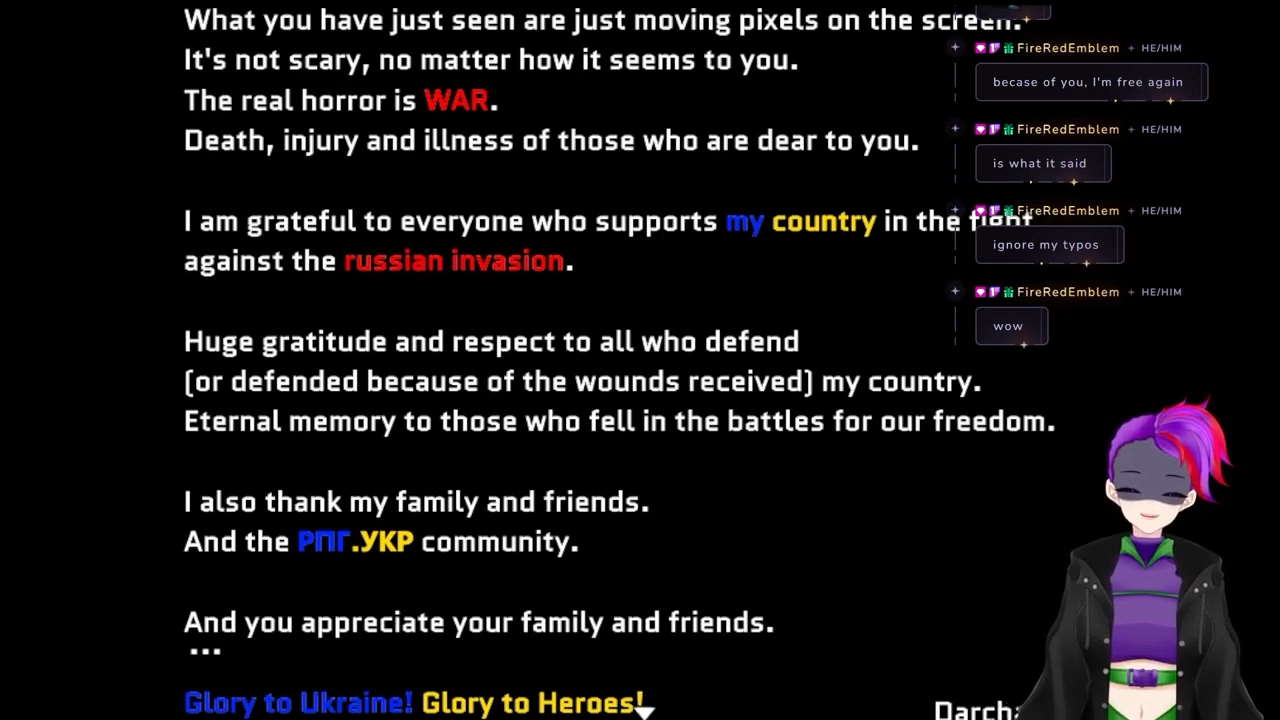 What you have just seen are just moving pixels on the screen.
It's not scary, no matter how it seems to you.
The real horror is WAR.
Death, injury and illness of those who are dear to you.
I am grateful to everyone who supports my country in the fight
against the russian invasion.
Huge gratitude and respect to all who defend
(or defended because of the wounds received) my country.
Eternal memory to those who fell in the battles for our freedom.
I also thank my family and friends.
And the РПГ.УКР community.
And you appreciate your family and friends.
...
Glory to Ukraine! Glory to Heroes!
FireRedEmblem + HE/HIM
becase of you, I'm free again
FireRedEmblem + HE/HIM
is what it said
FireRedEmblem + HE/HIM
ignore my typos
FireRedEmblem + HE/HIM
wow